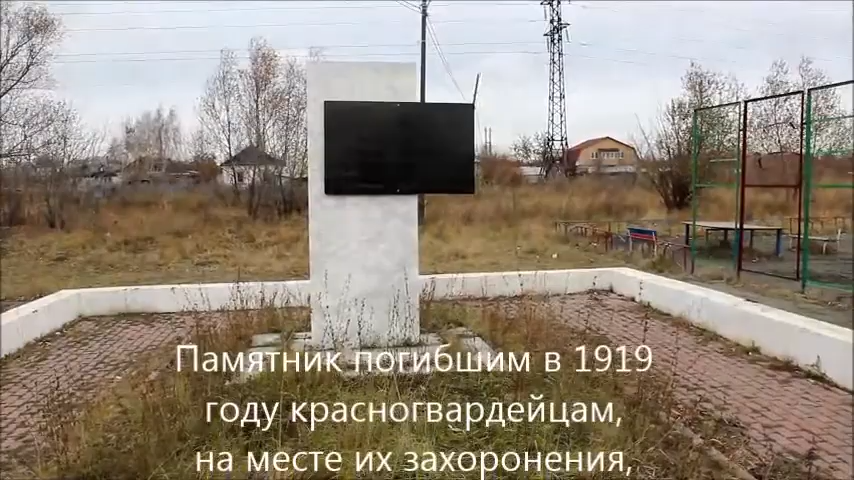 Памятник погибшим в 1919
году красногвардейцам,
на месте их захоронения,